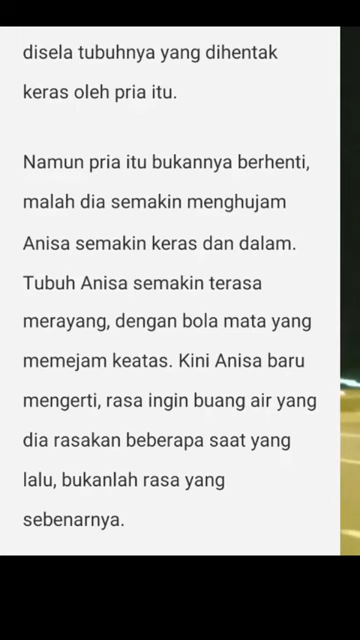 disela tubuhnya yang dihentak
keras oleh pria itu.
Namun pria itu bukannya berhenti,
malah dia semakin menghujam
Anisa semakin keras dan dalam.
Tubuh Anisa semakin terasa
merayang, dengan bola mata yang
memejam keatas. Kini Anisa baru
mengerti, rasa ingin buang air yang
dia rasakan beberapa saat yang
lalu, bukanlah rasa yang
sebenarnya.